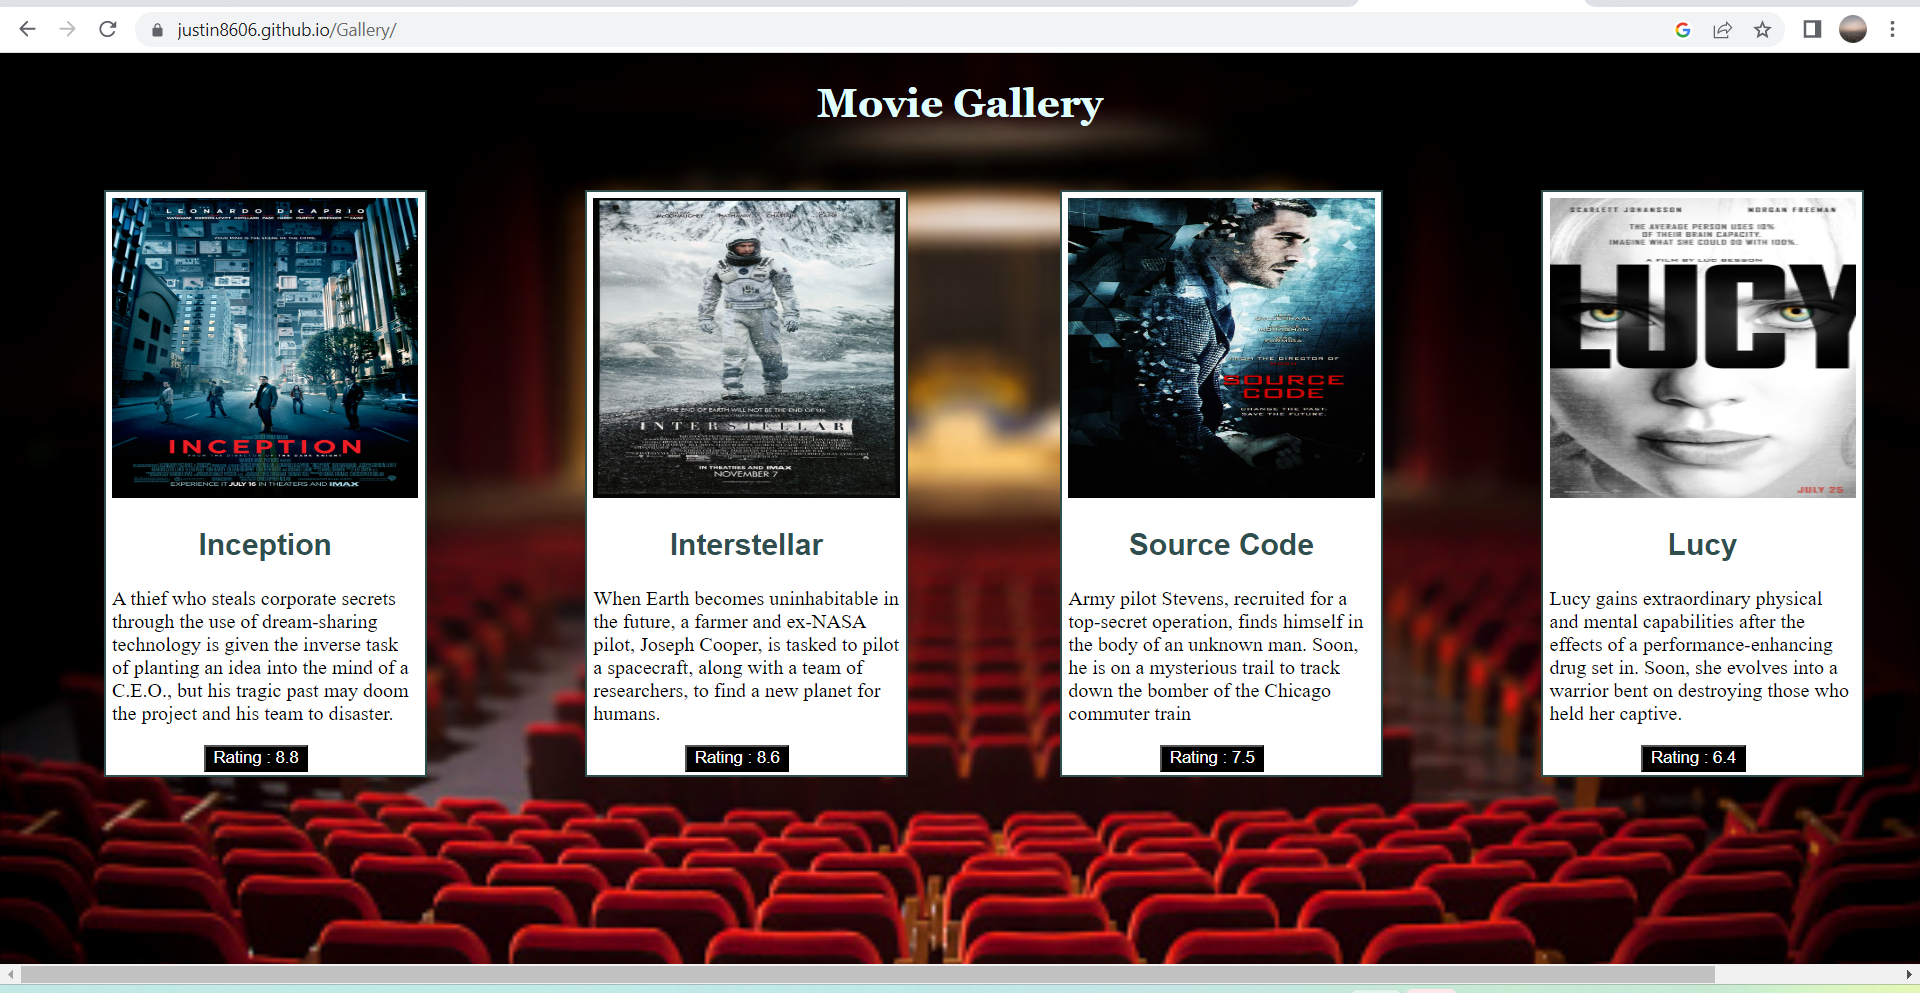 justin8606.github.io/Gallery/
Movie Gallery
LEONARDO DICAPRIO
YOUR MIND IS THE SCENE OF THE CRIME.
INCEPTION
FROM THE DIRECTOR OF THE DARK KNIGHT
EXPERIENCE IT JULY 16 IN THEATERS AND IMAX
Inception
A thief who steals corporate secrets
through the use of dream-sharing
technology is given the inverse task
of planting an idea into the mind of a
C.E.O., but his tragic past may doom
the project and his team to disaster.
Rating : 8.8
THE END OF EARTH WILL NOT BE THE END OF US
INTERSTELLAR
IN THEATRES AND IMAX
NOVEMBER 7
Interstellar
When Earth becomes uninhabitable in
the future, a farmer and ex-NASA
pilot, Joseph Cooper, is tasked to pilot
a spacecraft, along with a team of
researchers, to find a new planet for
humans.
Rating : 8.6
FROM THE DIRECTOR OF
SOURCE
CODE
CHANGE THE PAST.
SAVE THE FUTURE.
Source Code
Army pilot Stevens, recruited for a
top-secret operation, finds himself in
the body of an unknown man. Soon,
he is on a mysterious trail to track
down the bomber of the Chicago
commuter train
Rating : 7.5
SCARLETT JOHANSSON MORGAN FREEMAN
THE AVERAGE PERSON USES 10%
OF THEIR BRAIN CAPACITY.
IMAGINE WHAT SHE COULD DO WITH 100%.
A FILM BY LUC BESSON
LUCY
JULY 25
Lucy
Lucy gains extraordinary physical
and mental capabilities after the
effects of a performance-enhancing
drug set in. Soon, she evolves into a
warrior bent on destroying those who
held her captive.
Rating : 6.4